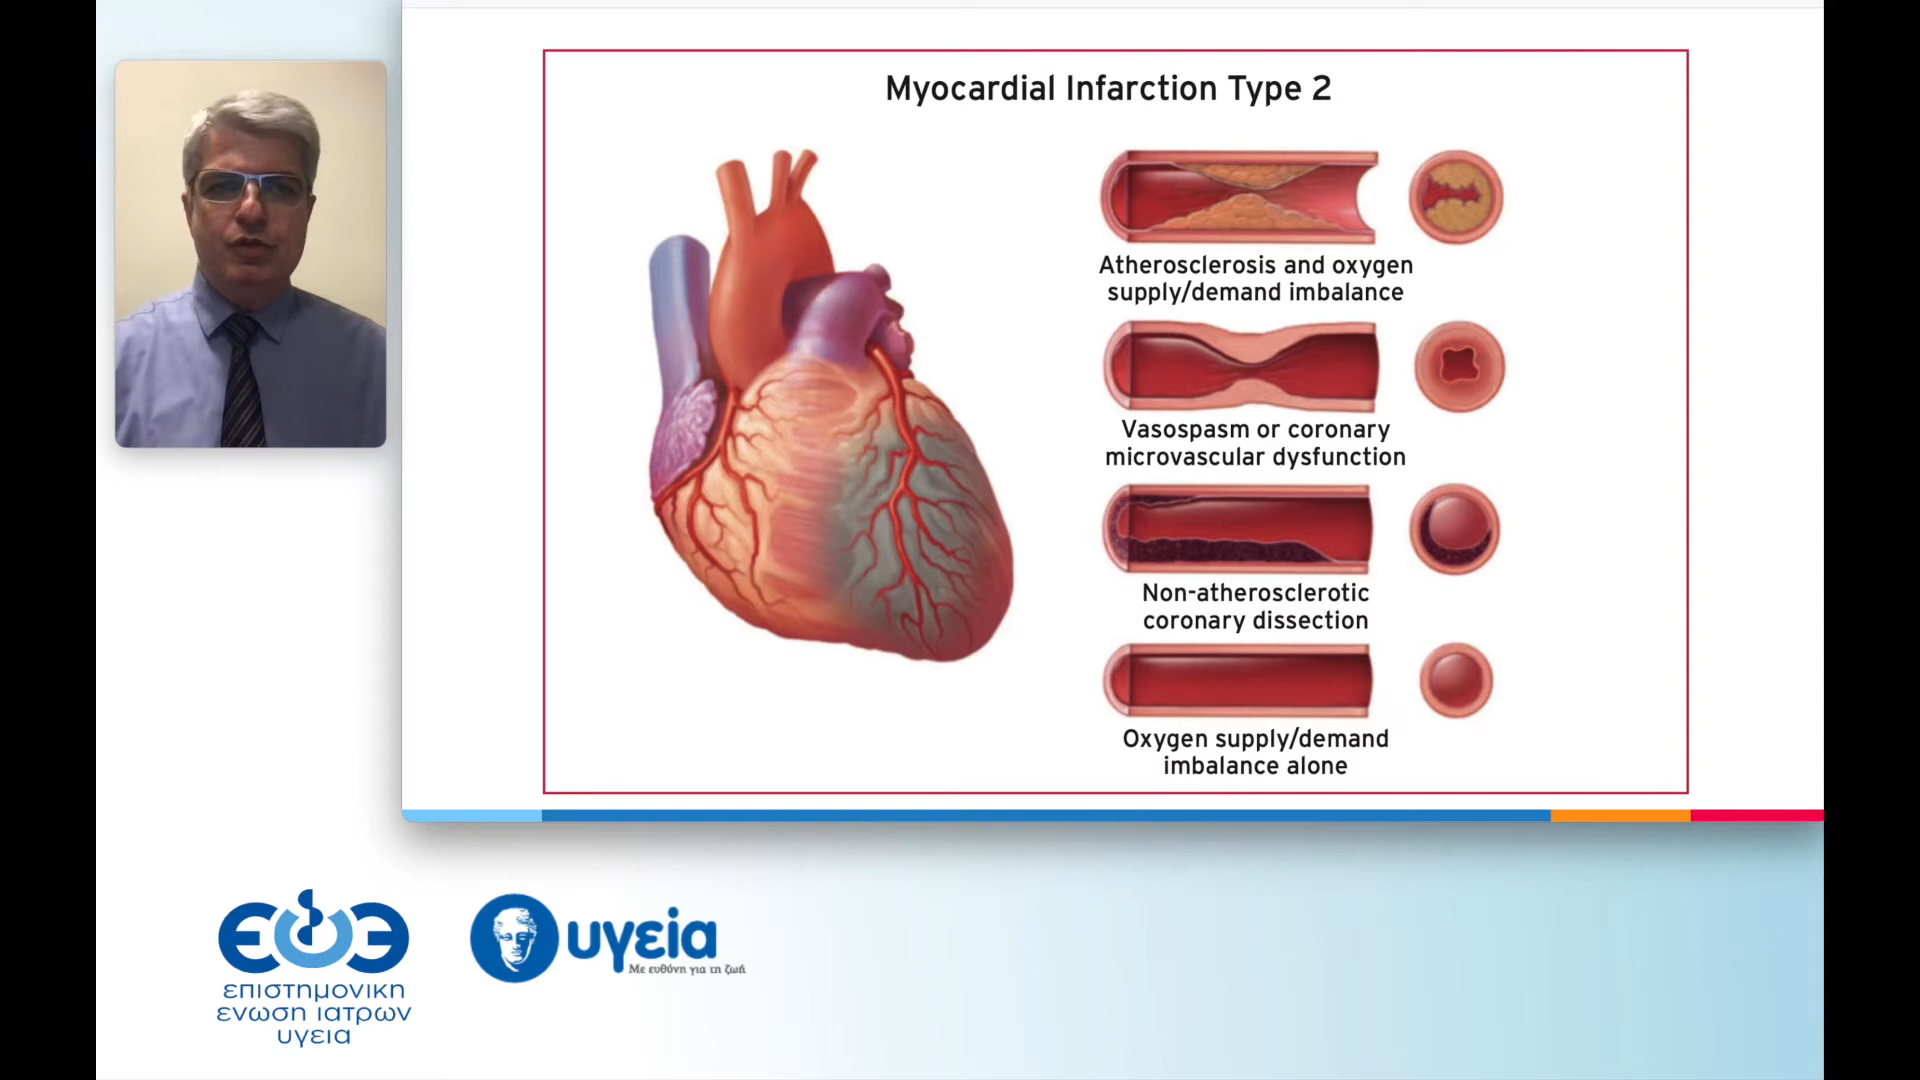 Myocardial Infarction Type 2
Atherosclerosis and oxygen
supply/demand imbalance
Vasospasm or coronary
microvascular dysfunction
Non-atherosclerotic
coronary dissection
Oxygen supply/demand
imbalance alone
επιστημονικη
ενωση ιατρων
υγεια
υγεία
Με ευθύνη για τη ζωή